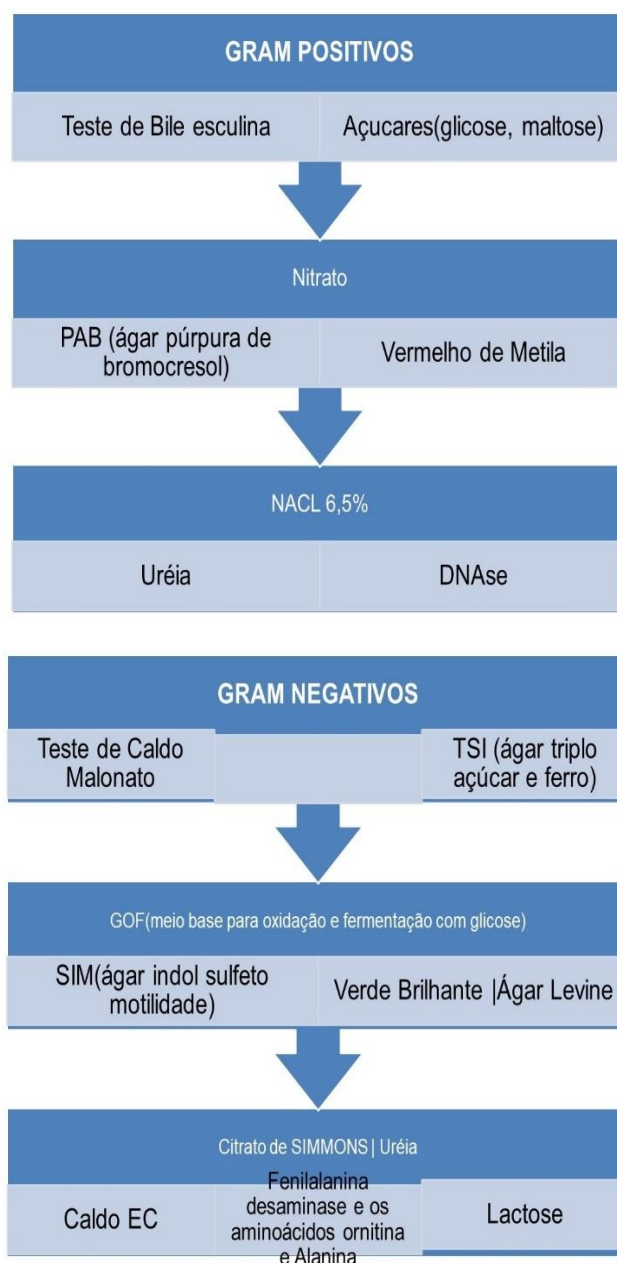 GRAM POSITIVOS
Teste de Bile esculina
Açucares(glicose, maltose)
Nitrato
PAB (ágar púrpura de
bromocresol)
Vermelho de Metila
NACL 6,5%
Uréia
DNAse
GRAM NEGATIVOS
Teste de Caldo
Malonato
TSI (ágar triplo
açúcar e ferro)
GOF(meio base para oxidação e fermentação com glicose)
SIM(ágar indol sulfeto
motilidade)
Verde Brilhante |Ágar Levine
Citrato de SIMMONS | Uréia
Caldo EC
Fenilalanina
desaminase e os
aminoácidos ornitina
e Alanina
Lactose